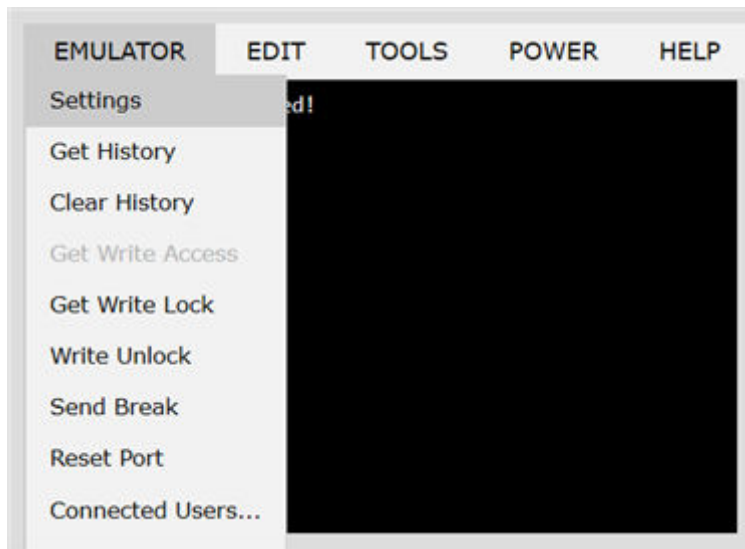 EMULATOR EDIT TOOLS POWER HELP
Settings
ed!
Get History
Clear History
Get Write Access
Get Write Lock
Write Unlock
Send Break
Reset Port
Connected Users...